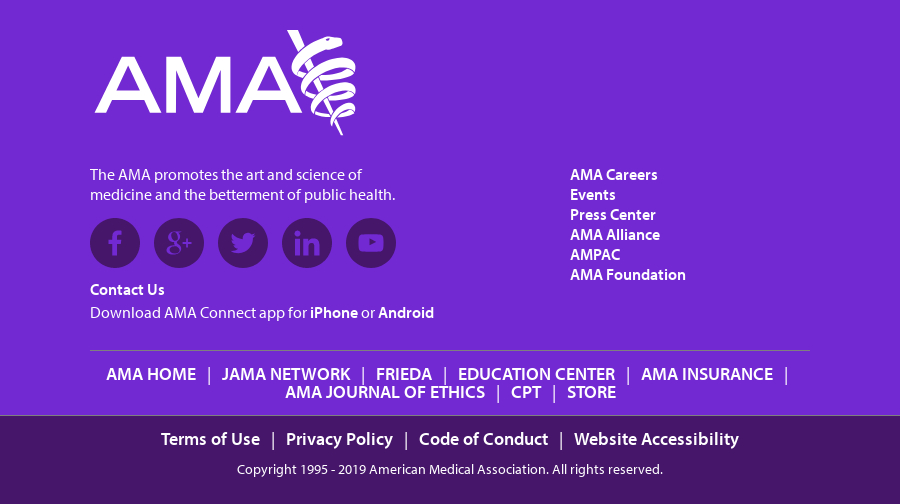 AMA
The AMA promotes the art and science of
medicine and the betterment of public health.
Contact Us
Download AMA Connect app for iPhone or Android
AMA Careers
Events
Press Center
AMA Alliance
AMPAC
AMA Foundation
AMA HOME | JAMA NETWORK | FRIEDA | EDUCATION CENTER | AMA INSURANCE |
AMA JOURNAL OF ETHICS | CPT | STORE
Terms of Use | Privacy Policy | Code of Conduct | Website Accessibility
Copyright 1995 - 2019 American Medical Association. All rights reserved.